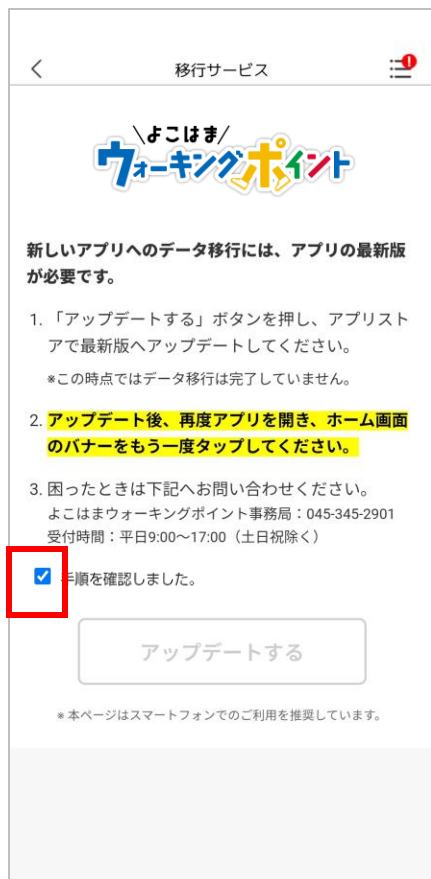 移行サービス
!
よこはま
ウォーキングポイント
新しいアプリへのデータ移行には、アプリの最新版
が必要です。
1. 「アップデートする」ボタンを押し、アプリスト
アで最新版へアップデートしてください。
*この時点ではデータ移行は完了していません。
2. アップデート後、再度アプリを開き、ホーム画面
のバナーをもう一度タップしてください。
3. 困ったときは下記へお問い合わせください。
よこはまウォーキングポイント事務局：045-345-2901
受付時間：平日9:00〜17:00（土日祝除く）
手順を確認しました。
アップデートする
* 本ページはスマートフォンでのご利用を推奨しています。